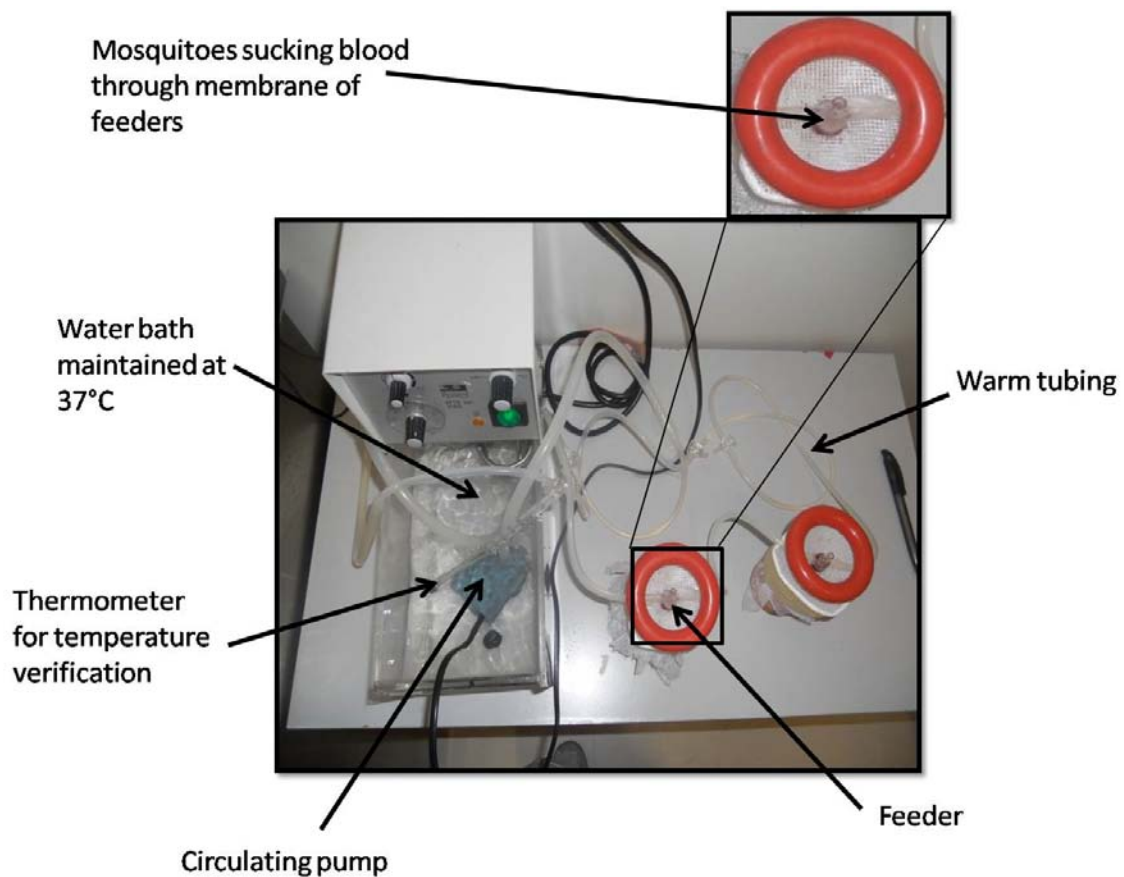 Mosquitoes sucking blood
through membrane of
feeders
Water bath
maintained at
37°C
Warm tubing
Thermometer
for temperature
verification
Feeder
Circulating pump